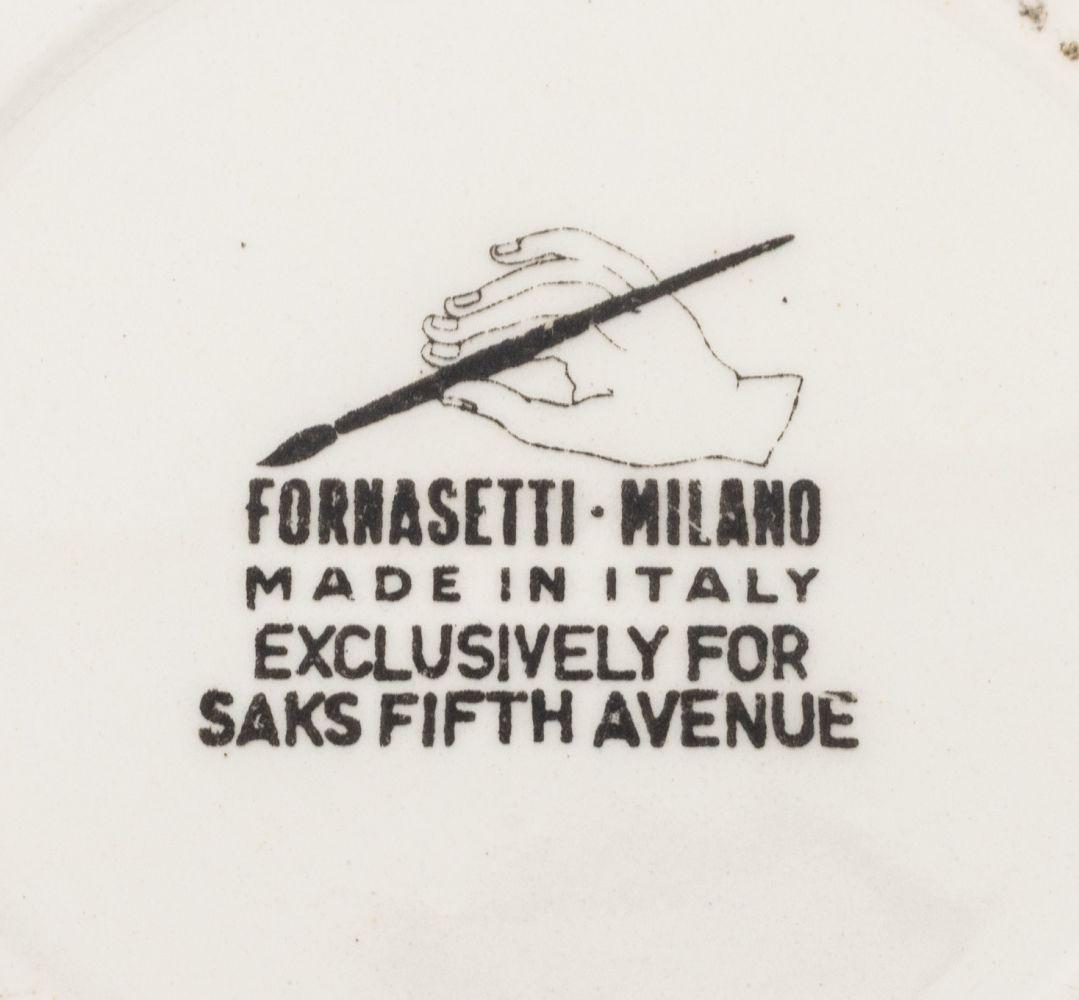 FORNASETTI · MILANO
MADE IN ITALY
EXCLUSIVELY FOR
SAKS FIFTH AVENUE